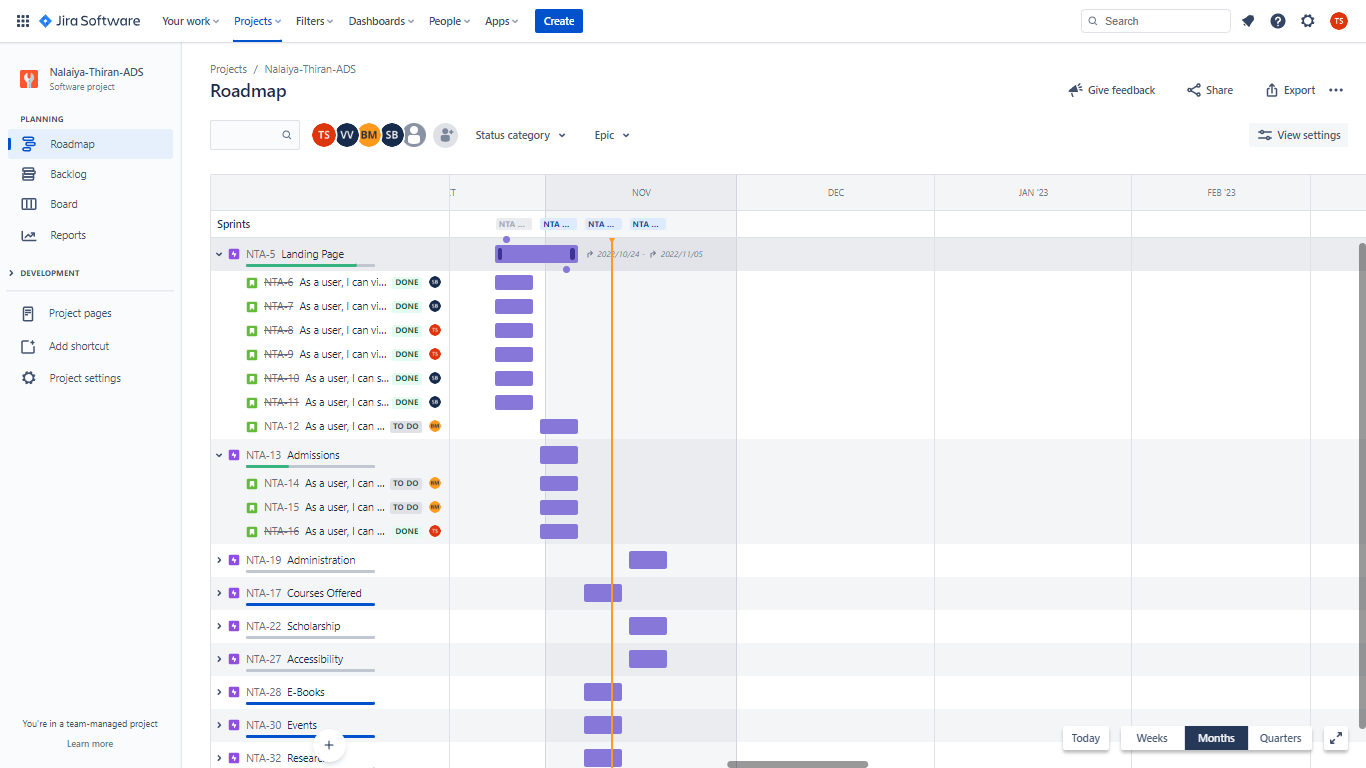 Jira Software Your work Projects Filters Dashboards People Apps Create Search TS
Nalaiya-Thiran-ADS
Software project
PLANNING
Roadmap
Backlog
Board
Reports
DEVELOPMENT
Project pages
Add shortcut
Project settings
You're in a team-managed project
Learn more
Projects / Nalaiya-Thiran-ADS
Roadmap
Give feedback Share Export
TS VV BM SB Status category Epic View settings
NOV DEC JAN '23 FEB '23
Sprints NTA ... NTA ... NTA ... NTA ...
NTA-5 Landing Page 2022/10/24 - 2022/11/05
NTA-6 As a user, I can vi... DONE SB
NTA-7 As a user, I can vi... DONE SB
NTA-8 As a user, I can vi... DONE TS
NTA-9 As a user, I can vi... DONE TS
NTA-10 As a user, I can s... DONE SB
NTA-11 As a user, I can s... DONE SB
NTA-12 As a user, I can ... TO DO BM
NTA-13 Admissions
NTA-14 As a user, I can ... TO DO BM
NTA-15 As a user, I can ... TO DO BM
NTA-16 As a user, I can ... DONE TS
NTA-19 Administration
NTA-17 Courses Offered
NTA-22 Scholarship
NTA-27 Accessibility
NTA-28 E-Books
NTA-30 Events
NTA-32
Today Weeks Months Quarters